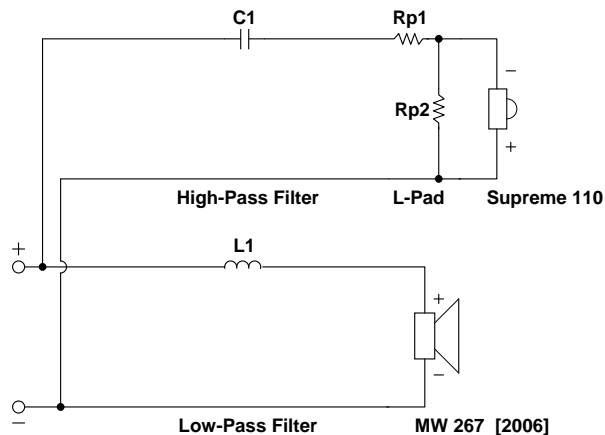 C1
Rp1
Rp2
−
+
High-Pass Filter L-Pad Supreme 110
+
L1
+
−
−
Low-Pass Filter MW 267 [2006]